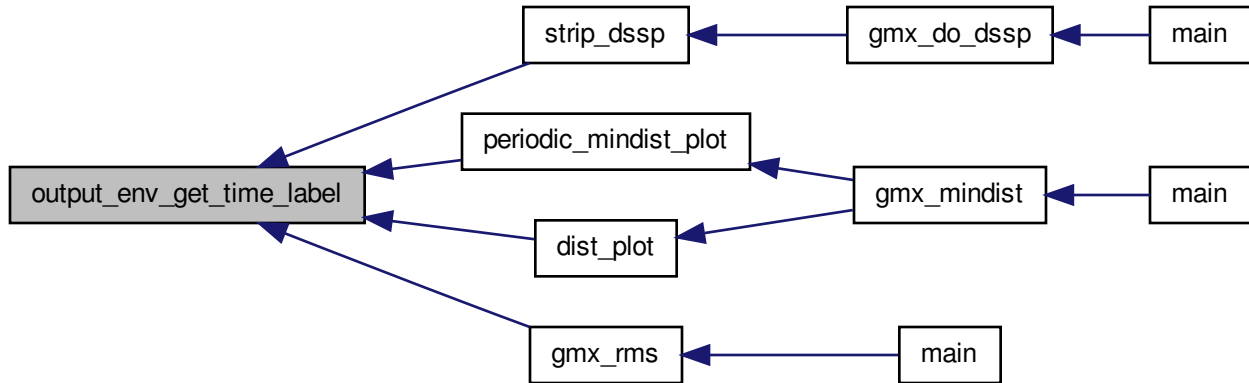 strip_dssp
gmx_do_dssp
main
periodic_mindist_plot
output_env_get_time_label
gmx_mindist
main
dist_plot
gmx_rms
main